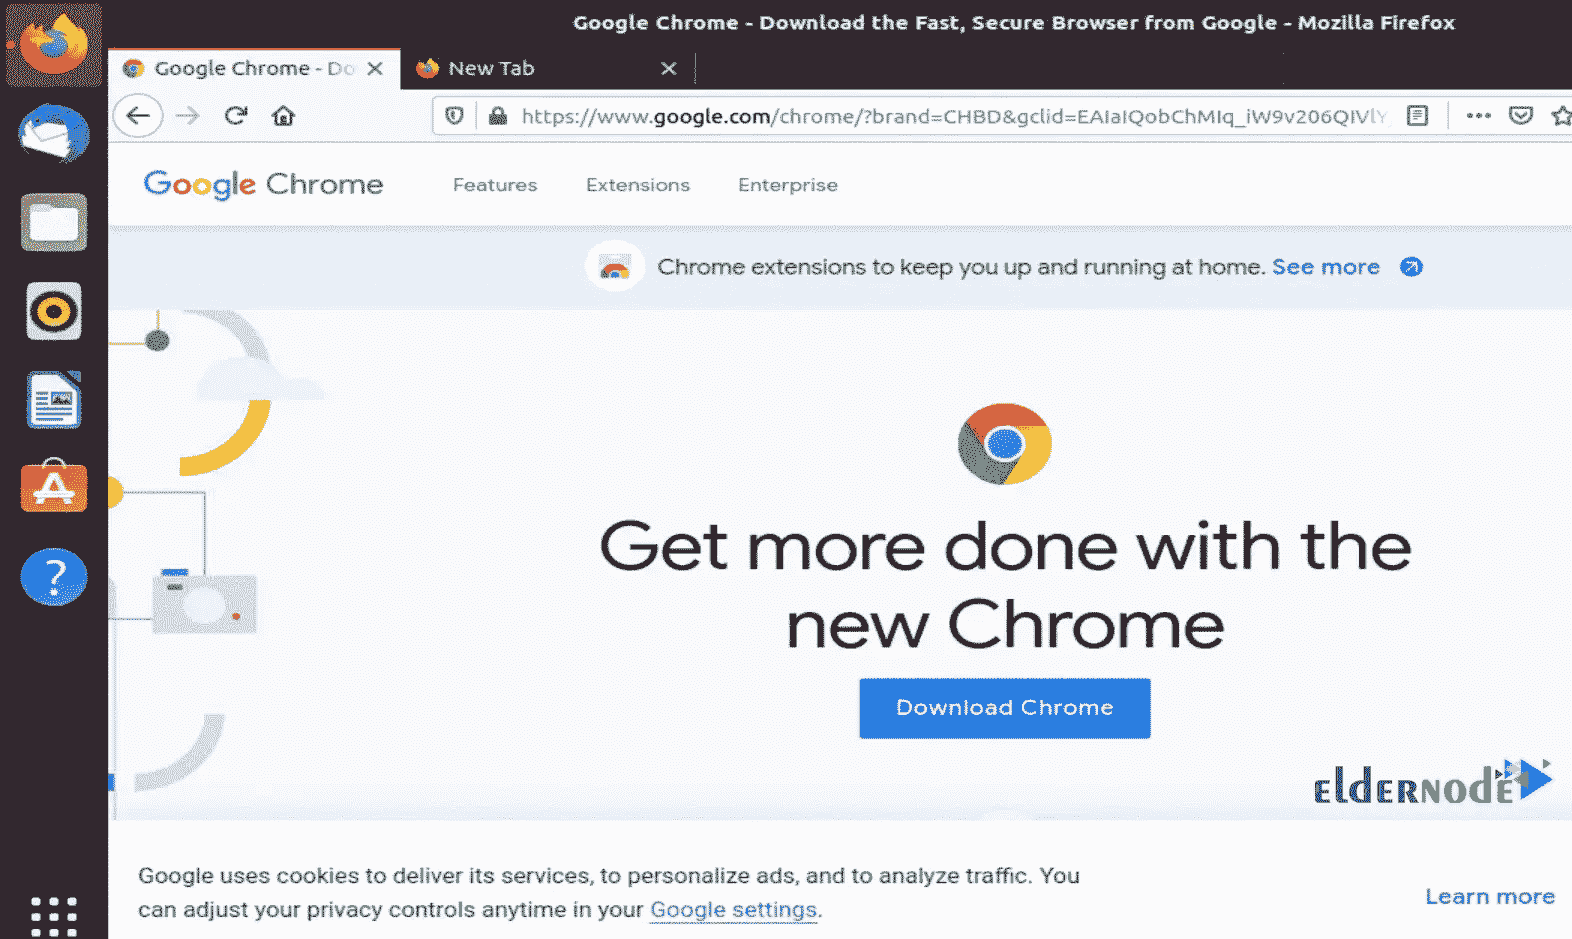 Google Chrome - Download the Fast, Secure Browser from Google - Mozilla Firefox
Google Chrome - Do
New Tab
https://www.google.com/chrome/?brand=CHBD&gclid=EAIaIQobChMIq_iW9v206QIVlY
Google Chrome
Features
Extensions
Enterprise
Chrome extensions to keep you up and running at home. See more
Get more done with the
new Chrome
Download Chrome
ELDERNODE
Google uses cookies to deliver its services, to personalize ads, and to analyze traffic. You
can adjust your privacy controls anytime in your Google settings.
Learn more